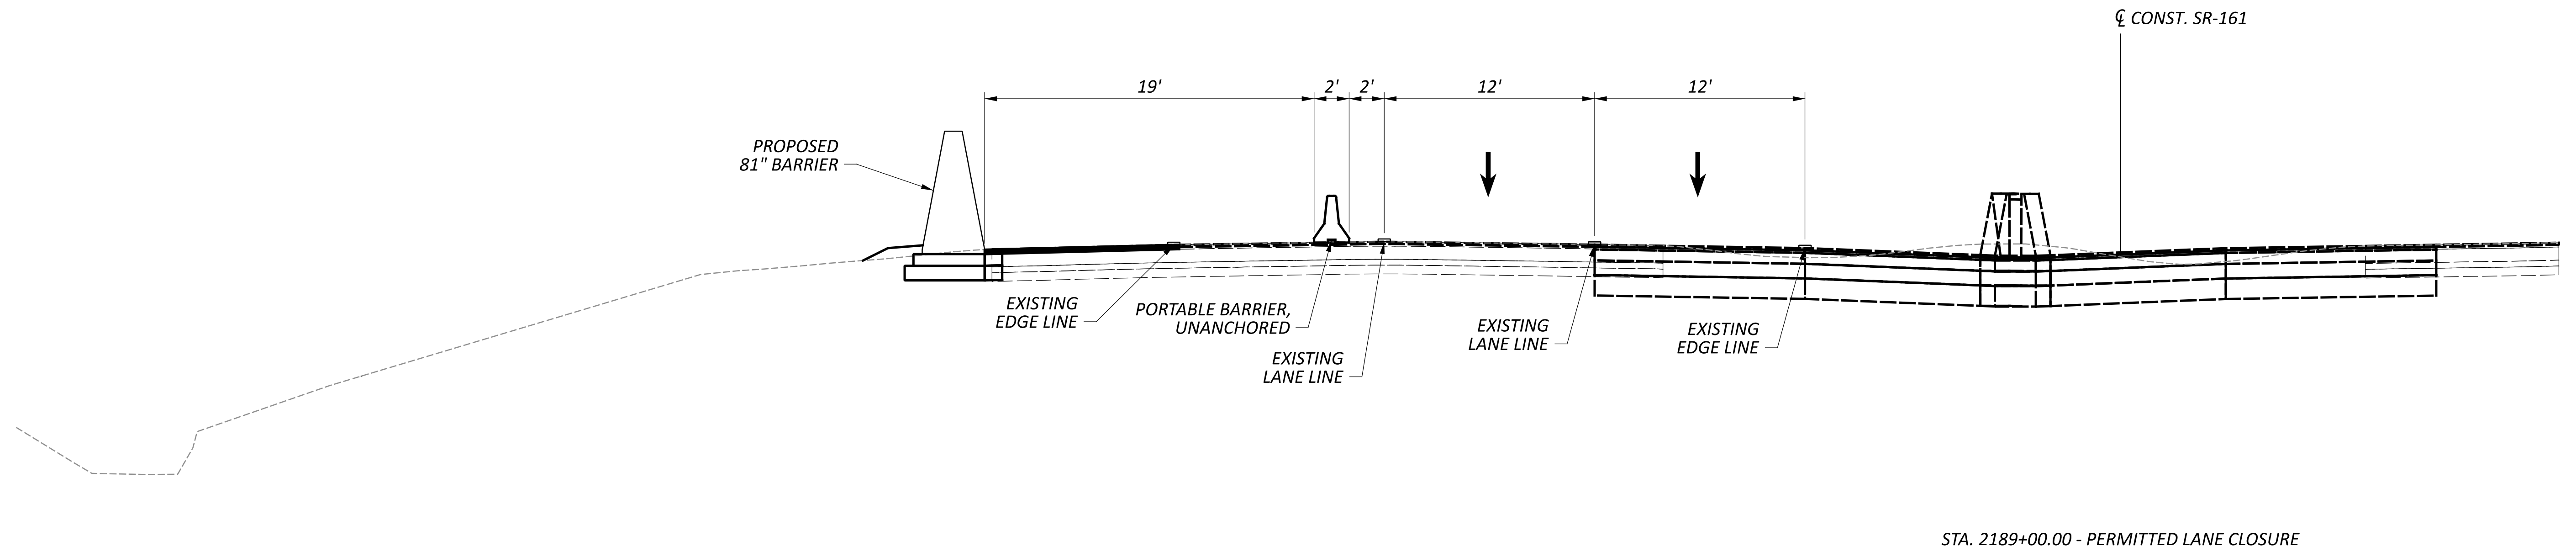 ℄ CONST. SR-161
19'
2'
2'
12'
12'
PROPOSED
81" BARRIER
EXISTING
EDGE LINE
PORTABLE BARRIER,
UNANCHORED
EXISTING
LANE LINE
EXISTING
LANE LINE
EXISTING
EDGE LINE
STA. 2189+00.00 - PERMITTED LANE CLOSURE